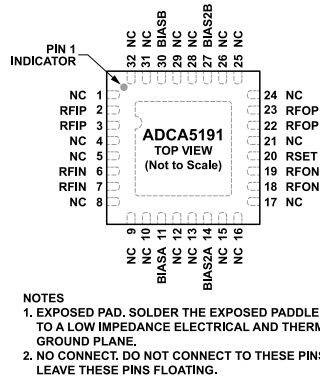 32 NC
31 NC
30 BIASB
29 NC
28 NC
27 BIAS2B
26 NC
25 NC
PIN 1
INDICATOR
NC 1
RFIP 2
RFIP 3
NC 4
NC 5
RFIN 6
RFIN 7
NC 8
ADCA5191
TOP VIEW
(Not to Scale)
24 NC
23 RFOP
22 RFOP
21 NC
20 RSET
19 RFON
18 RFON
17 NC
NC 9
NC 10
BIASA 11
NC 12
NC 13
BIAS2A 14
NC 15
NC 16
NOTES
1. EXPOSED PAD. SOLDER THE EXPOSED PADDLE
TO A LOW IMPEDANCE ELECTRICAL AND THERM
GROUND PLANE.
2. NO CONNECT. DO NOT CONNECT TO THESE PINS
LEAVE THESE PINS FLOATING.